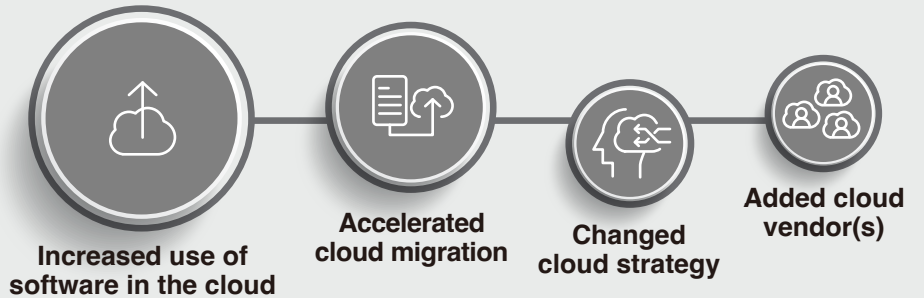 Increased use of
software in the cloud
Accelerated
cloud migration
Changed
cloud strategy
Added cloud
vendor(s)